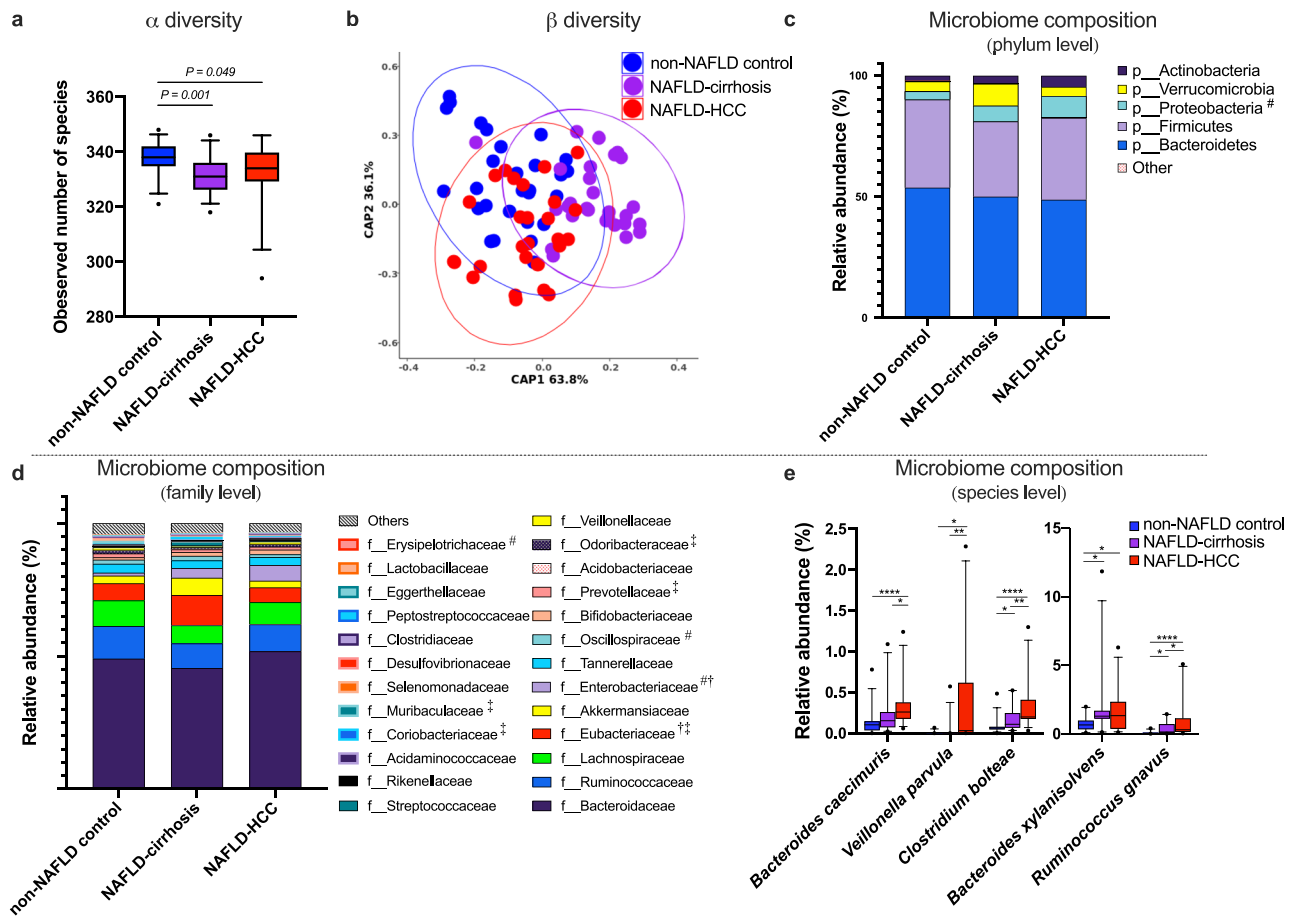 a
α diversity
P = 0.049
P = 0.001
360
340
320
300
280
Obeserved number of species
non-NAFLD control
NAFLD-cirrhosis
NAFLD-HCC
b
β diversity
non-NAFLD control
NAFLD-cirrhosis
NAFLD-HCC
0.6
0.3
0.0
-0.3
-0.6
CAP2 36.1%
-0.4
-0.2
0.0
0.2
0.4
CAP1 63.8%
c
Microbiome composition
(phylum level)
100
50
0
Relative abundance (%)
non-NAFLD control
NAFLD-cirrhosis
NAFLD-HCC
p__Actinobacteria
p__Verrucomicrobia
p__Proteobacteria #
p__Firmicutes
p__Bacteroidetes
Other
d
Microbiome composition
(family level)
Relative abundance (%)
non-NAFLD control
NAFLD-cirrhosis
NAFLD-HCC
Others
f__Erysipelotrichaceae #
f__Lactobacillaceae
f__Eggerthellaceae
f__Peptostreptococcaceae
f__Clostridiaceae
f__Desulfovibrionaceae
f__Selenomonadaceae
f__Muribaculaceae ‡
f__Coriobacteriaceae ‡
f__Acidaminococcaceae
f__Rikenellaceae
f__Streptococcaceae
f__Veillonellaceae
f__Odoribacteraceae ‡
f__Acidobacteriaceae
f__Prevotellaceae ‡
f__Bifidobacteriaceae
f__Oscillospiraceae #
f__Tannerellaceae
f__Enterobacteriaceae #†
f__Akkermansiaceae
f__Eubacteriaceae †‡
f__Lachnospiraceae
f__Ruminococcaceae
f__Bacteroidaceae
e
Microbiome composition
(species level)
2.5
2.0
1.5
1.0
0.5
0.0
Relative abundance (%)
****
*
*
**
****
*
**
Bacteroides caecimuris
Veillonella parvula
Clostridium bolteae
15
10
5
0
*
*
****
*
*
Bacteroides xylanisolvens
Ruminococcus gnavus
non-NAFLD control
NAFLD-cirrhosis
NAFLD-HCC